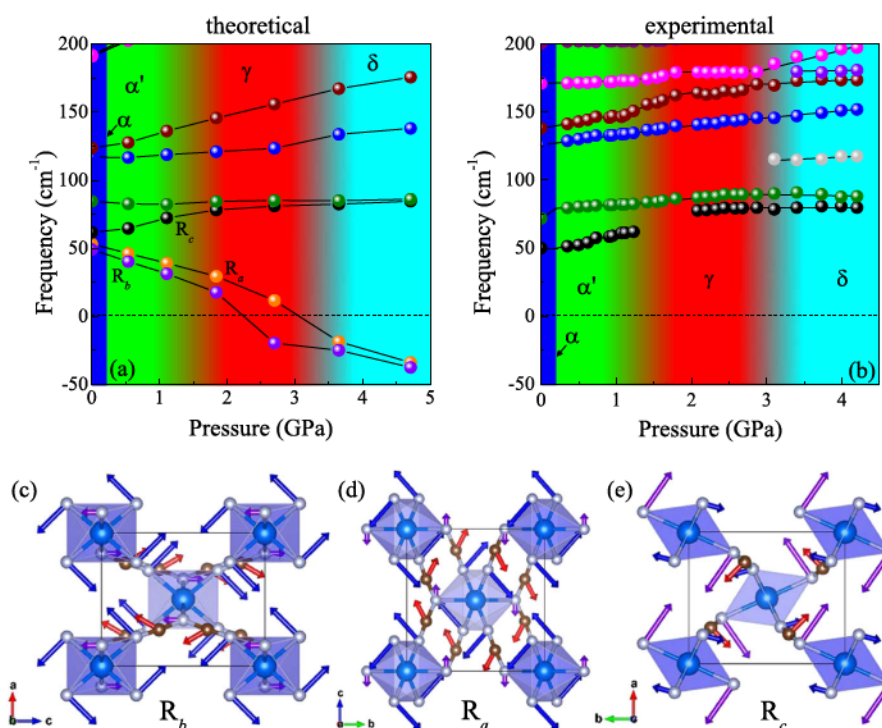 theoretical
experimental
200
150
100
50
0
-50
Frequency (cm⁻¹)
α'
α
γ
δ
R_c
R_a
R_b
(a)
0 1 2 3 4 5
Pressure (GPa)
200
150
100
50
0
-50
Frequency (cm⁻¹)
α'
γ
δ
α
(b)
0 1 2 3 4
Pressure (GPa)
(c)
(d)
(e)
a
b c
R_b
c
a b
R_a
a
b c
R_c